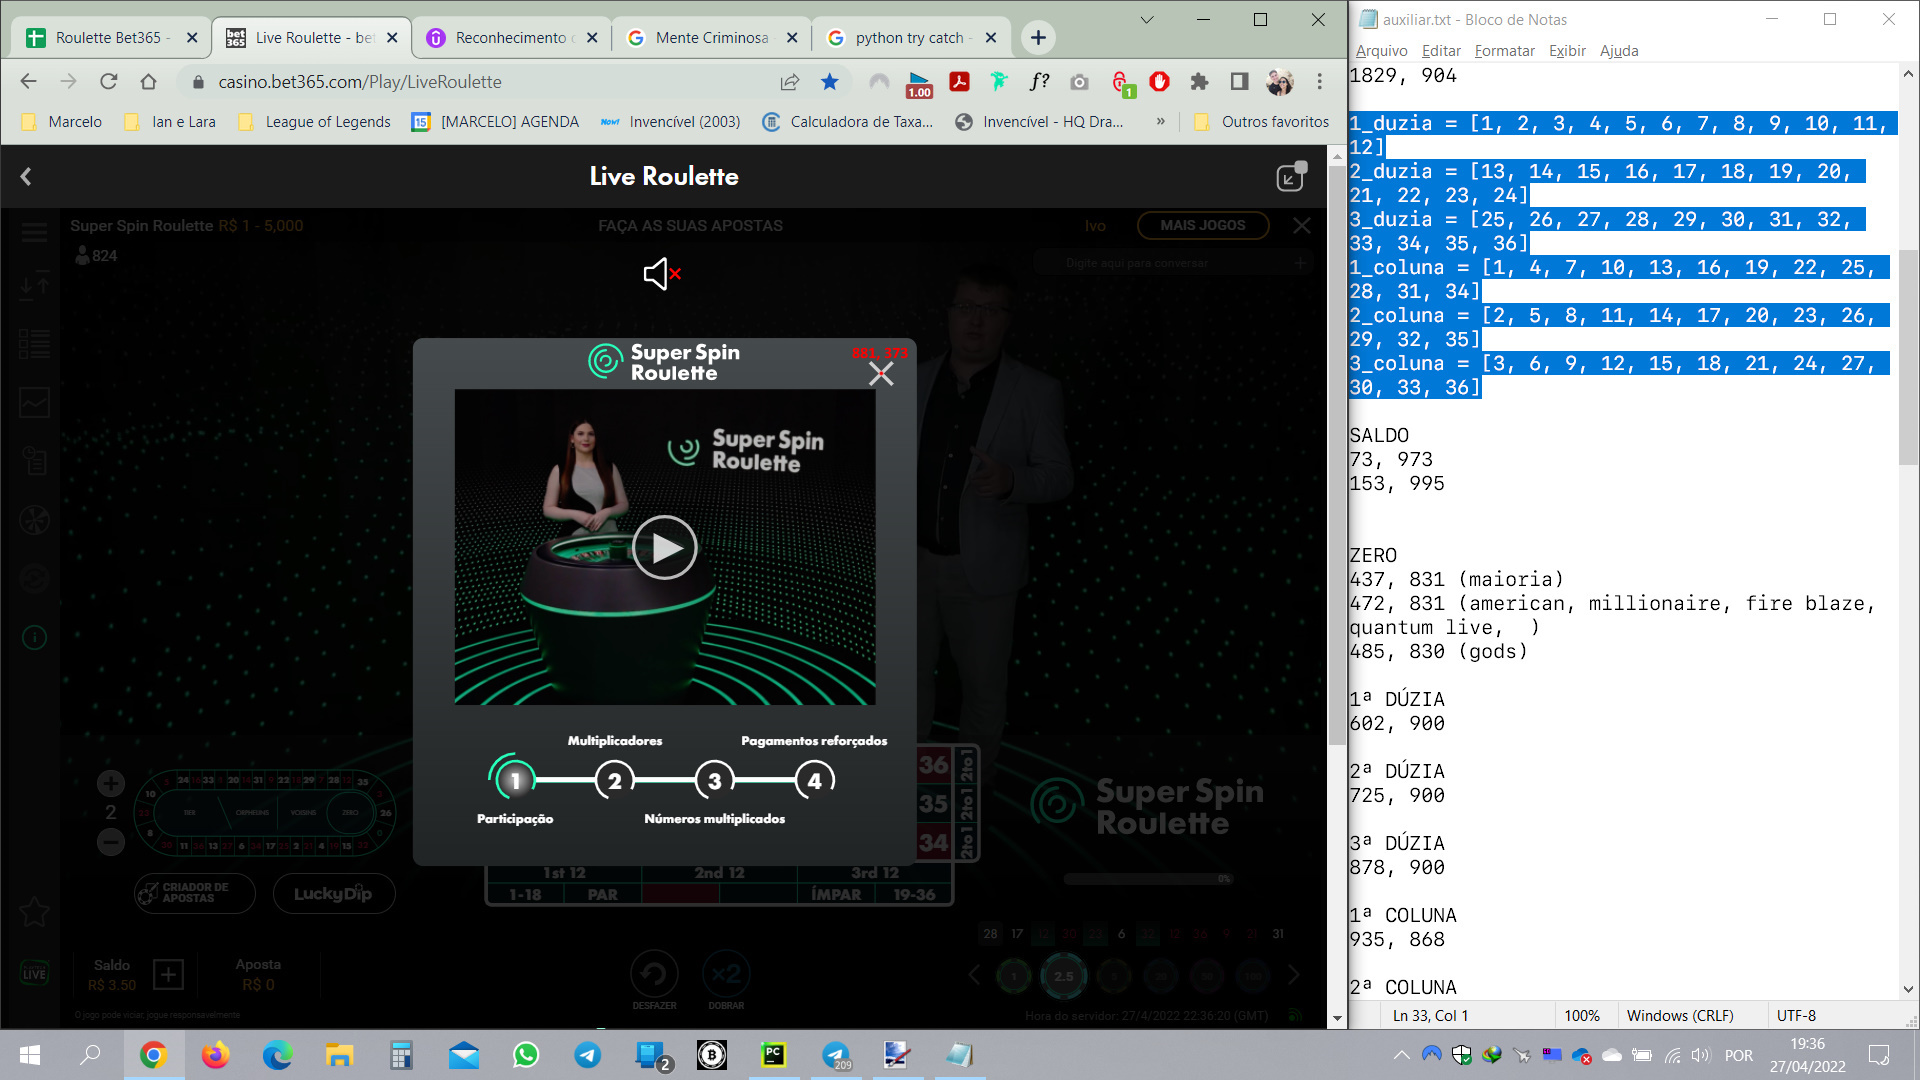 Roulette Bet365 -
Live Roulette - bet
Reconhecimento
Mente Criminosa
python try catch -
casino.bet365.com/Play/LiveRoulette
1.00
f?
1
Marcelo
Ian e Lara
League of Legends
[MARCELO] AGENDA
Invencível (2003)
Calculadora de Taxa...
Invencível - HQ Dra...
»
Outros favoritos
Live Roulette
Super Spin Roulette R$ 1 - 5,000
FAÇA AS SUAS APOSTAS
Ivo
MAIS JOGOS
824
Digite aqui para conversar
Super Spin
Roulette
881, 373
Super Spin
Roulette
Multiplicadores
Pagamentos reforçados
1
2
3
4
Participação
Números multiplicados
2
36 2to1
35 2to1
34 2to1
Super Spin
Roulette
0%
1st 12
2nd 12
3rd 12
1-18
PAR
ÍMPAR
19-36
CRIADOR DE
APOSTAS
LuckyDip
28 17 6 31
Saldo
R$ 3.50
Aposta
R$ 0
DESFAZER
x2
DOBRAR
1
2.5
LIVE
O jogo pode viciar, jogue responsavelmente
Hora do servidor: 27/4/2022 22:36:20 (GMT)
auxiliar.txt - Bloco de Notas
Arquivo Editar Formatar Exibir Ajuda
1829, 904
1_duzia = [1, 2, 3, 4, 5, 6, 7, 8, 9, 10, 11,
12]
2_duzia = [13, 14, 15, 16, 17, 18, 19, 20,
21, 22, 23, 24]
3_duzia = [25, 26, 27, 28, 29, 30, 31, 32,
33, 34, 35, 36]
1_coluna = [1, 4, 7, 10, 13, 16, 19, 22, 25,
28, 31, 34]
2_coluna = [2, 5, 8, 11, 14, 17, 20, 23, 26,
29, 32, 35]
3_coluna = [3, 6, 9, 12, 15, 18, 21, 24, 27,
30, 33, 36]
SALDO
73, 973
153, 995
ZERO
437, 831 (maioria)
472, 831 (american, millionaire, fire blaze,
quantum live,  )
485, 830 (gods)
1ª DÚZIA
602, 900
2ª DÚZIA
725, 900
3ª DÚZIA
878, 900
1ª COLUNA
935, 868
2ª COLUNA
Ln 33, Col 1
100%
Windows (CRLF)
UTF-8
2
PC
209
POR
19:36
27/04/2022